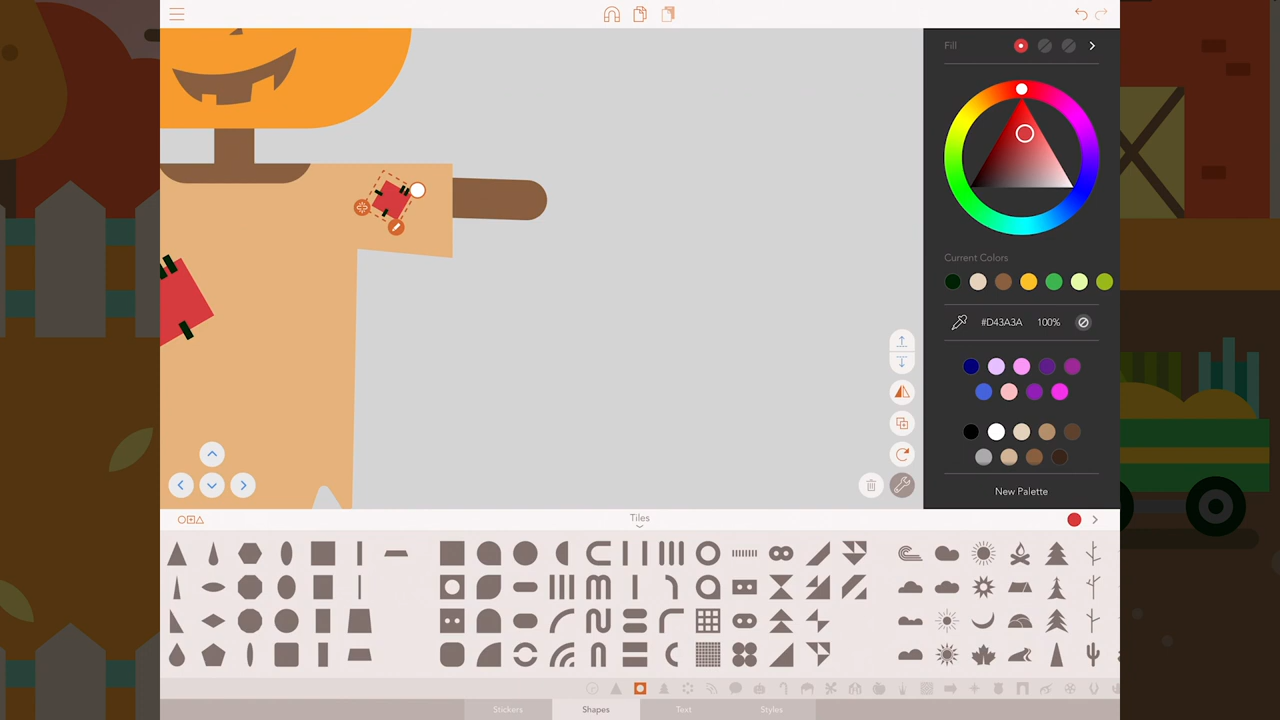 Fill
Current Colors
#D43A3A 100%
New Palette
Tiles
Stickers Shapes Text Styles